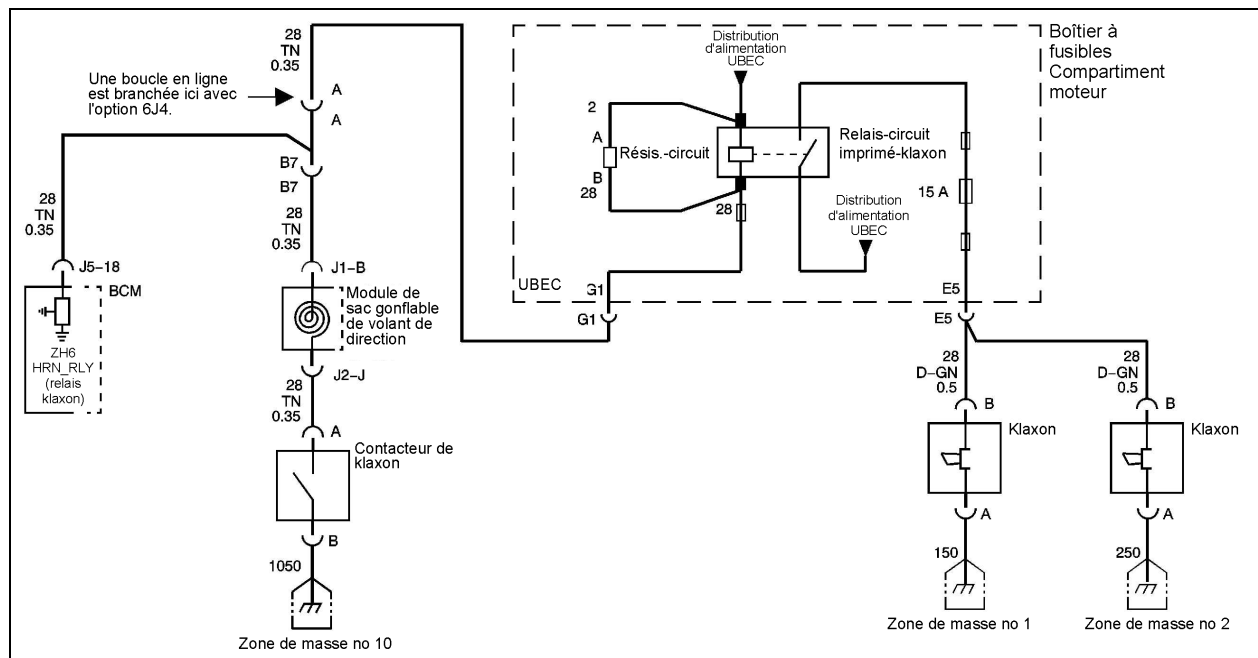 28
TN
0.35
Une boucle en ligne
est branchée ici avec
l'option 6J4.
A
A
B7
B7
28
TN
0.35
28
TN
0.35
J5–18
BCM
ZH6
HRN_RLY
(relais
klaxon)
J1–B
Module de
sac gonflable
de volant de
direction
J2–J
28
TN
0.35
A
Contacteur de
klaxon
B
1050
Zone de masse no 10
Distribution
d'alimentation
UBEC
Boîtier à
fusibles
Compartiment
moteur
2
A
Résis.-circuit
B
28
28
Relais-circuit
imprimé-klaxon
15 A
Distribution
d'alimentation
UBEC
UBEC
G1
G1
E5
E5
28
D–GN
0.5
B
Klaxon
A
150
Zone de masse no 1
28
D–GN
0.5
B
Klaxon
A
250
Zone de masse no 2